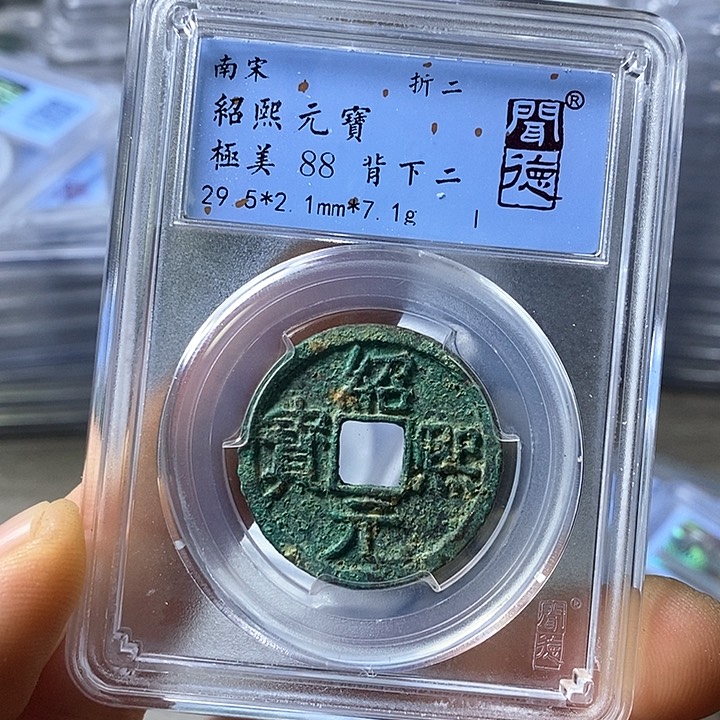 南宋 折二
紹熙元寶
極美 88 背下二
29.5*2.1mm*7.1g
聞德®
紹熙元寶
聞德